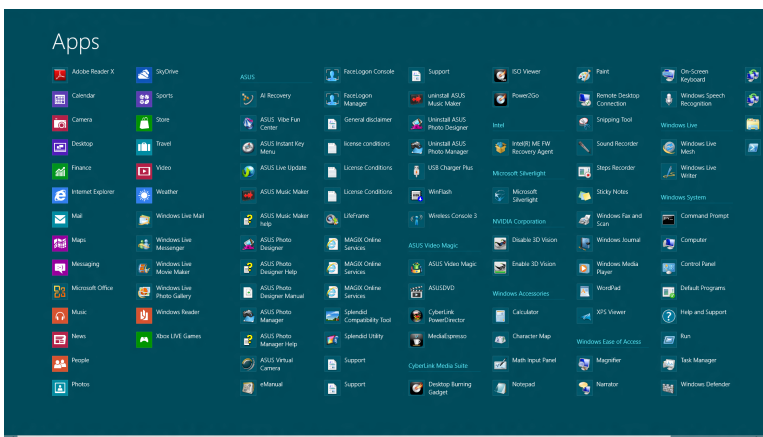 Apps
Adobe Reader X
Calendar
Camera
Desktop
Finance
Internet Explorer
Mail
Maps
Messaging
Microsoft Office
Music
News
People
Photos
SkyDrive
Sports
Store
Travel
Video
Weather
Windows Live Mail
Windows Live
Messenger
Windows Live
Movie Maker
Windows Live
Photo Gallery
Windows Reader
Xbox LIVE Games
ASUS
AI Recovery
ASUS Vibe Fun
Center
ASUS Instant Key
Menu
ASUS Live Update
ASUS Music Maker
ASUS Music Maker
help
ASUS Photo
Designer
ASUS Photo
Designer Help
ASUS Photo
Designer Manual
ASUS Photo
Manager
ASUS Photo
Manager Help
ASUS Virtual
Camera
eManual
FaceLogon Console
FaceLogon
Manager
General disclaimer
license conditions
License Conditions
License Conditions
LifeFrame
MAGIX Online
Services
MAGIX Online
Services
MAGIX Online
Services
Splendid
Compatibility Tool
Splendid Utility
Support
Support
Support
uninstall ASUS
Music Maker
Uninstall ASUS
Photo Designer
Uninstall ASUS
Photo Manager
USB Charger Plus
WinFlash
Wireless Console 3
ASUS Video Magic
ASUS Video Magic
ASUSDVD
CyberLink
PowerDirector
MediaEspresso
CyberLink Media Suite
Desktop Burning
Gadget
ISO Viewer
Power2Go
Intel
Intel(R) ME FW
Recovery Agent
Microsoft Silverlight
Microsoft
Silverlight
NVIDIA Corporation
Disable 3D Vision
Enable 3D Vision
Windows Accessories
Calculator
Character Map
Math Input Panel
Notepad
Paint
Remote Desktop
Connection
Snipping Tool
Sound Recorder
Steps Recorder
Sticky Notes
Windows Fax and
Scan
Windows Journal
Windows Media
Player
WordPad
XPS Viewer
Windows Ease of Access
Magnifier
Narrator
On-Screen
Keyboard
Windows Speech
Recognition
Windows Live
Windows Live
Mesh
Windows Live
Writer
Windows System
Command Prompt
Computer
Control Panel
Default Programs
Help and Support
Run
Task Manager
Windows Defender